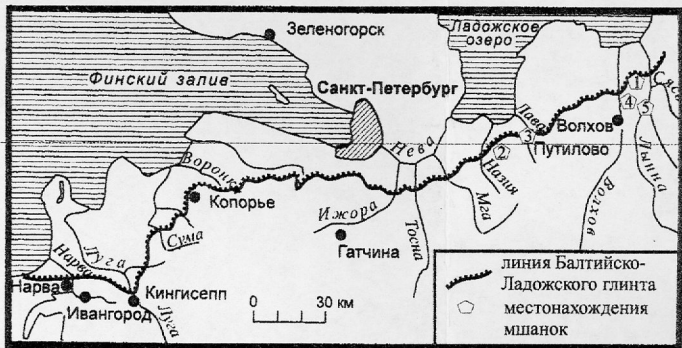 Зеленогорск
Ладожское
озеро
Финский залив
Санкт-Петербург
Нева
Лава
1
Сясь
4
5
Волхов
3
Путилово
2
Назия
Лынна
Воронка
Копорье
Мга
Волхов
Ижора
Сума
Гатчина
Тосна
Луга
Нарва
Нарва
Кингисепп
Ивангород
Луга
0 30 км
линия Балтийско-
Ладожского глинта
местонахождения
мшанок